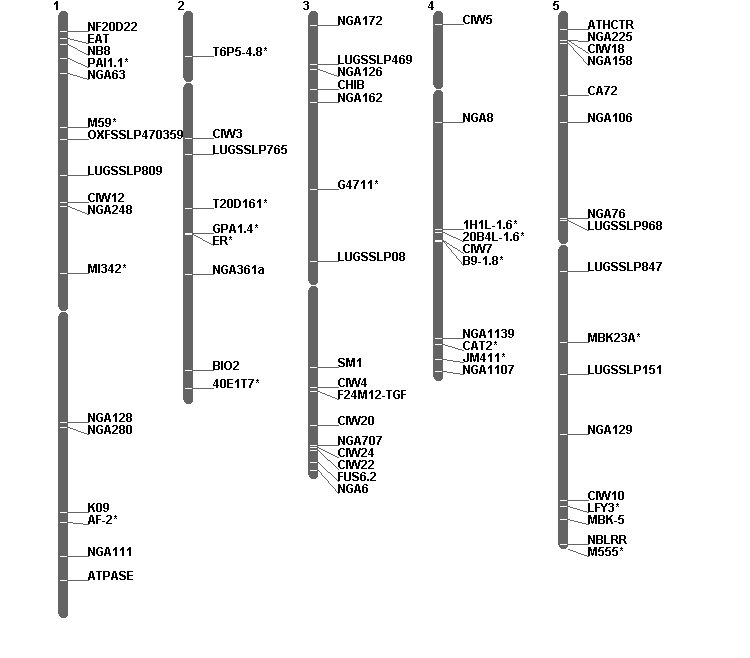 1
NF20D22
EAT
NB8
PAI1.1*
NGA63
M59*
OXFSSLP470359
LUGSSLP809
CIW12
NGA248
MI342*
NGA128
NGA280
K09
AF-2*
NGA111
ATPASE
2
T6P5-4.8*
CIW3
LUGSSLP765
T20D161*
GPA1.4*
ER*
NGA361a
BIO2
40E1T7*
3
NGA172
LUGSSLP469
NGA126
CHIB
NGA162
G4711*
LUGSSLP08
SM1
CIW4
F24M12-TGF
CIW20
NGA707
CIW24
CIW22
FUS6.2
NGA6
4
CIW5
NGA8
1H1L-1.6*
20B4L-1.6*
CIW7
B9-1.8*
NGA1139
CAT2*
JM411*
NGA1107
5
ATHCTR
NGA225
CIW18
NGA158
CA72
NGA106
NGA76
LUGSSLP968
LUGSSLP847
MBK23A*
LUGSSLP151
NGA129
CIW10
LFY3*
MBK-5
NBLRR
M555*